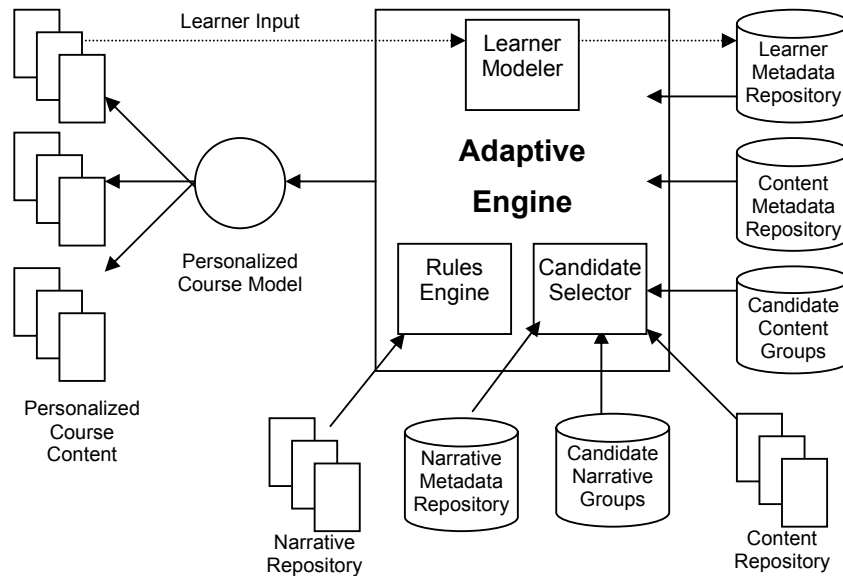 Learner Input
Learner
Modeler
Learner
Metadata
Repository
Adaptive
Engine
Content
Metadata
Repository
Personalized
Course Model
Rules
Engine
Candidate
Selector
Candidate
Content
Groups
Personalized
Course
Content
Narrative
Metadata
Repository
Candidate
Narrative
Groups
Narrative
Repository
Content
Repository